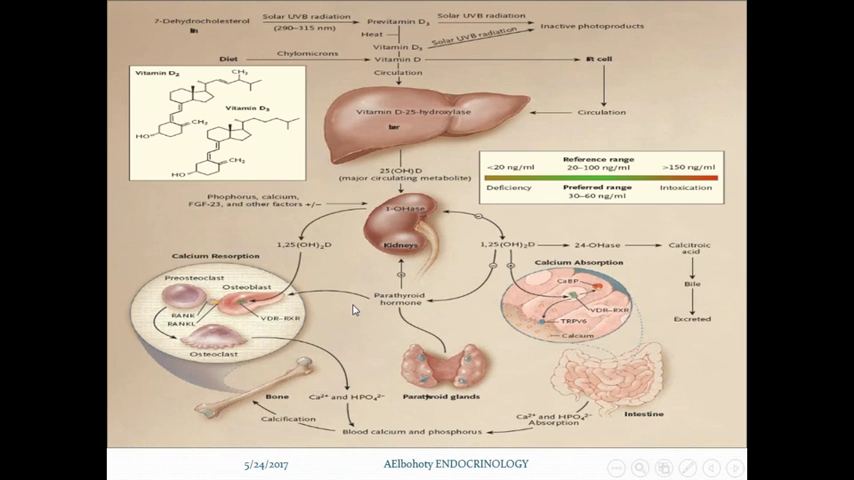 7-Dehydrocholesterol
Solar UVB radiation
(290–315 nm)
Previtamin D₃
Solar UVB radiation
Inactive photoproducts
Heat
Solar UVB radiation
Vitamin D₃
Diet
Chylomicrons
Vitamin D
Circulation
Circulation
Vitamin D₂
CH₃
CH₂
HO
Vitamin D₃
CH₂
HO
Vitamin D-25-hydroxylase
25(OH)D
(major circulating metabolite)
Reference range
<20 ng/ml
20–100 ng/ml
>150 ng/ml
Deficiency
Preferred range
Intoxication
30–60 ng/ml
Phophorus, calcium,
FGF-23, and other factors +/−
1-OHase
Kidneys
1,25(OH)₂D
1,25(OH)₂D
24-OHase
Calcitroic
acid
Bile
Excreted
Calcium Resorption
Preosteoclast
Osteoblast
RANK
RANKL
VDR–RXR
Osteoclast
Parathyroid
hormone
Calcium Absorption
CaBP
VDR–RXR
TRPV6
Calcium
Bone
Ca²⁺ and HPO₄²⁻
Parathyroid glands
Intestine
Calcification
Blood calcium and phosphorus
Ca²⁺ and HPO₄²⁻
Absorption
5/24/2017
AElbohoty ENDOCRINOLOGY